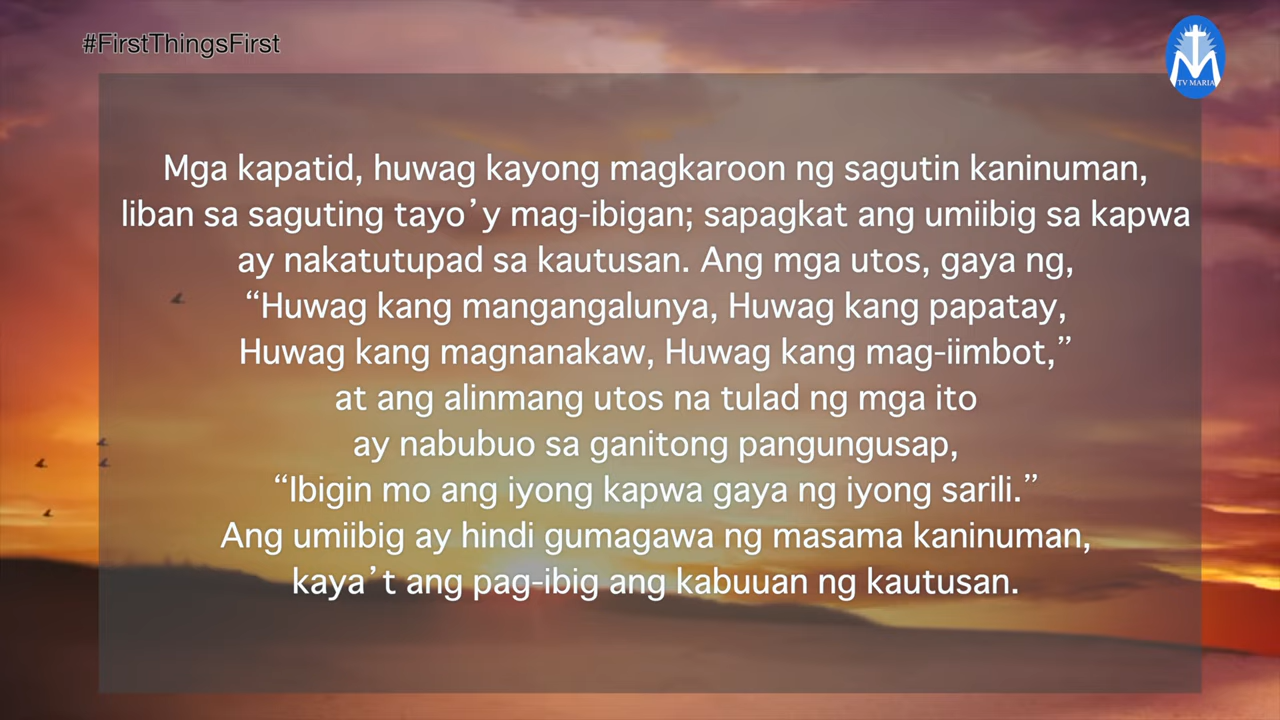 #FirstThingsFirst
TV MARIA
Mga kapatid, huwag kayong magkaroon ng sagutin kaninuman,
liban sa saguting tayo’y mag-ibigan; sapagkat ang umiibig sa kapwa
ay nakatutupad sa kautusan. Ang mga utos, gaya ng,
“Huwag kang mangangalunya, Huwag kang papatay,
Huwag kang magnanakaw, Huwag kang mag-iimbot,”
at ang alinmang utos na tulad ng mga ito
ay nabubuo sa ganitong pangungusap,
“Ibigin mo ang iyong kapwa gaya ng iyong sarili.”
Ang umiibig ay hindi gumagawa ng masama kaninuman,
kaya’t ang pag-ibig ang kabuuan ng kautusan.